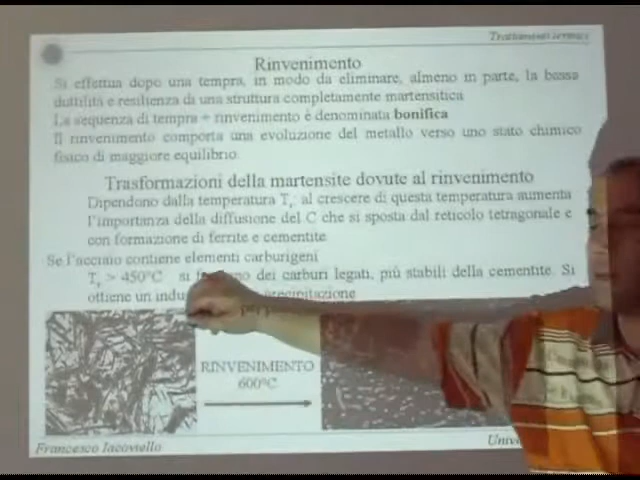 Trattamenti termici
Rinvenimento
Si effettua dopo una tempra, in modo da eliminare, almeno in parte, la bassa
duttilità e resilienza di una struttura completamente martensitica
La sequenza di tempra + rinvenimento è denominata bonifica
Il rinvenimento comporta una evoluzione del metallo verso uno stato chimico
fisico di maggiore equilibrio.
Trasformazioni della martensite dovute al rinvenimento
Dipendono dalla temperatura Tr: al crescere di questa temperatura aumenta
l'importanza della diffusione del C che si sposta dal reticolo tetragonale e
con formazione di ferrite e cementite
Se l'acciaio contiene elementi carburigeni
Tr > 450°C si dei carburi legati, più stabili della cementite. Si
ottiene un precipitazione
RINVENIMENTO
600°C
Francesco Iacoviello